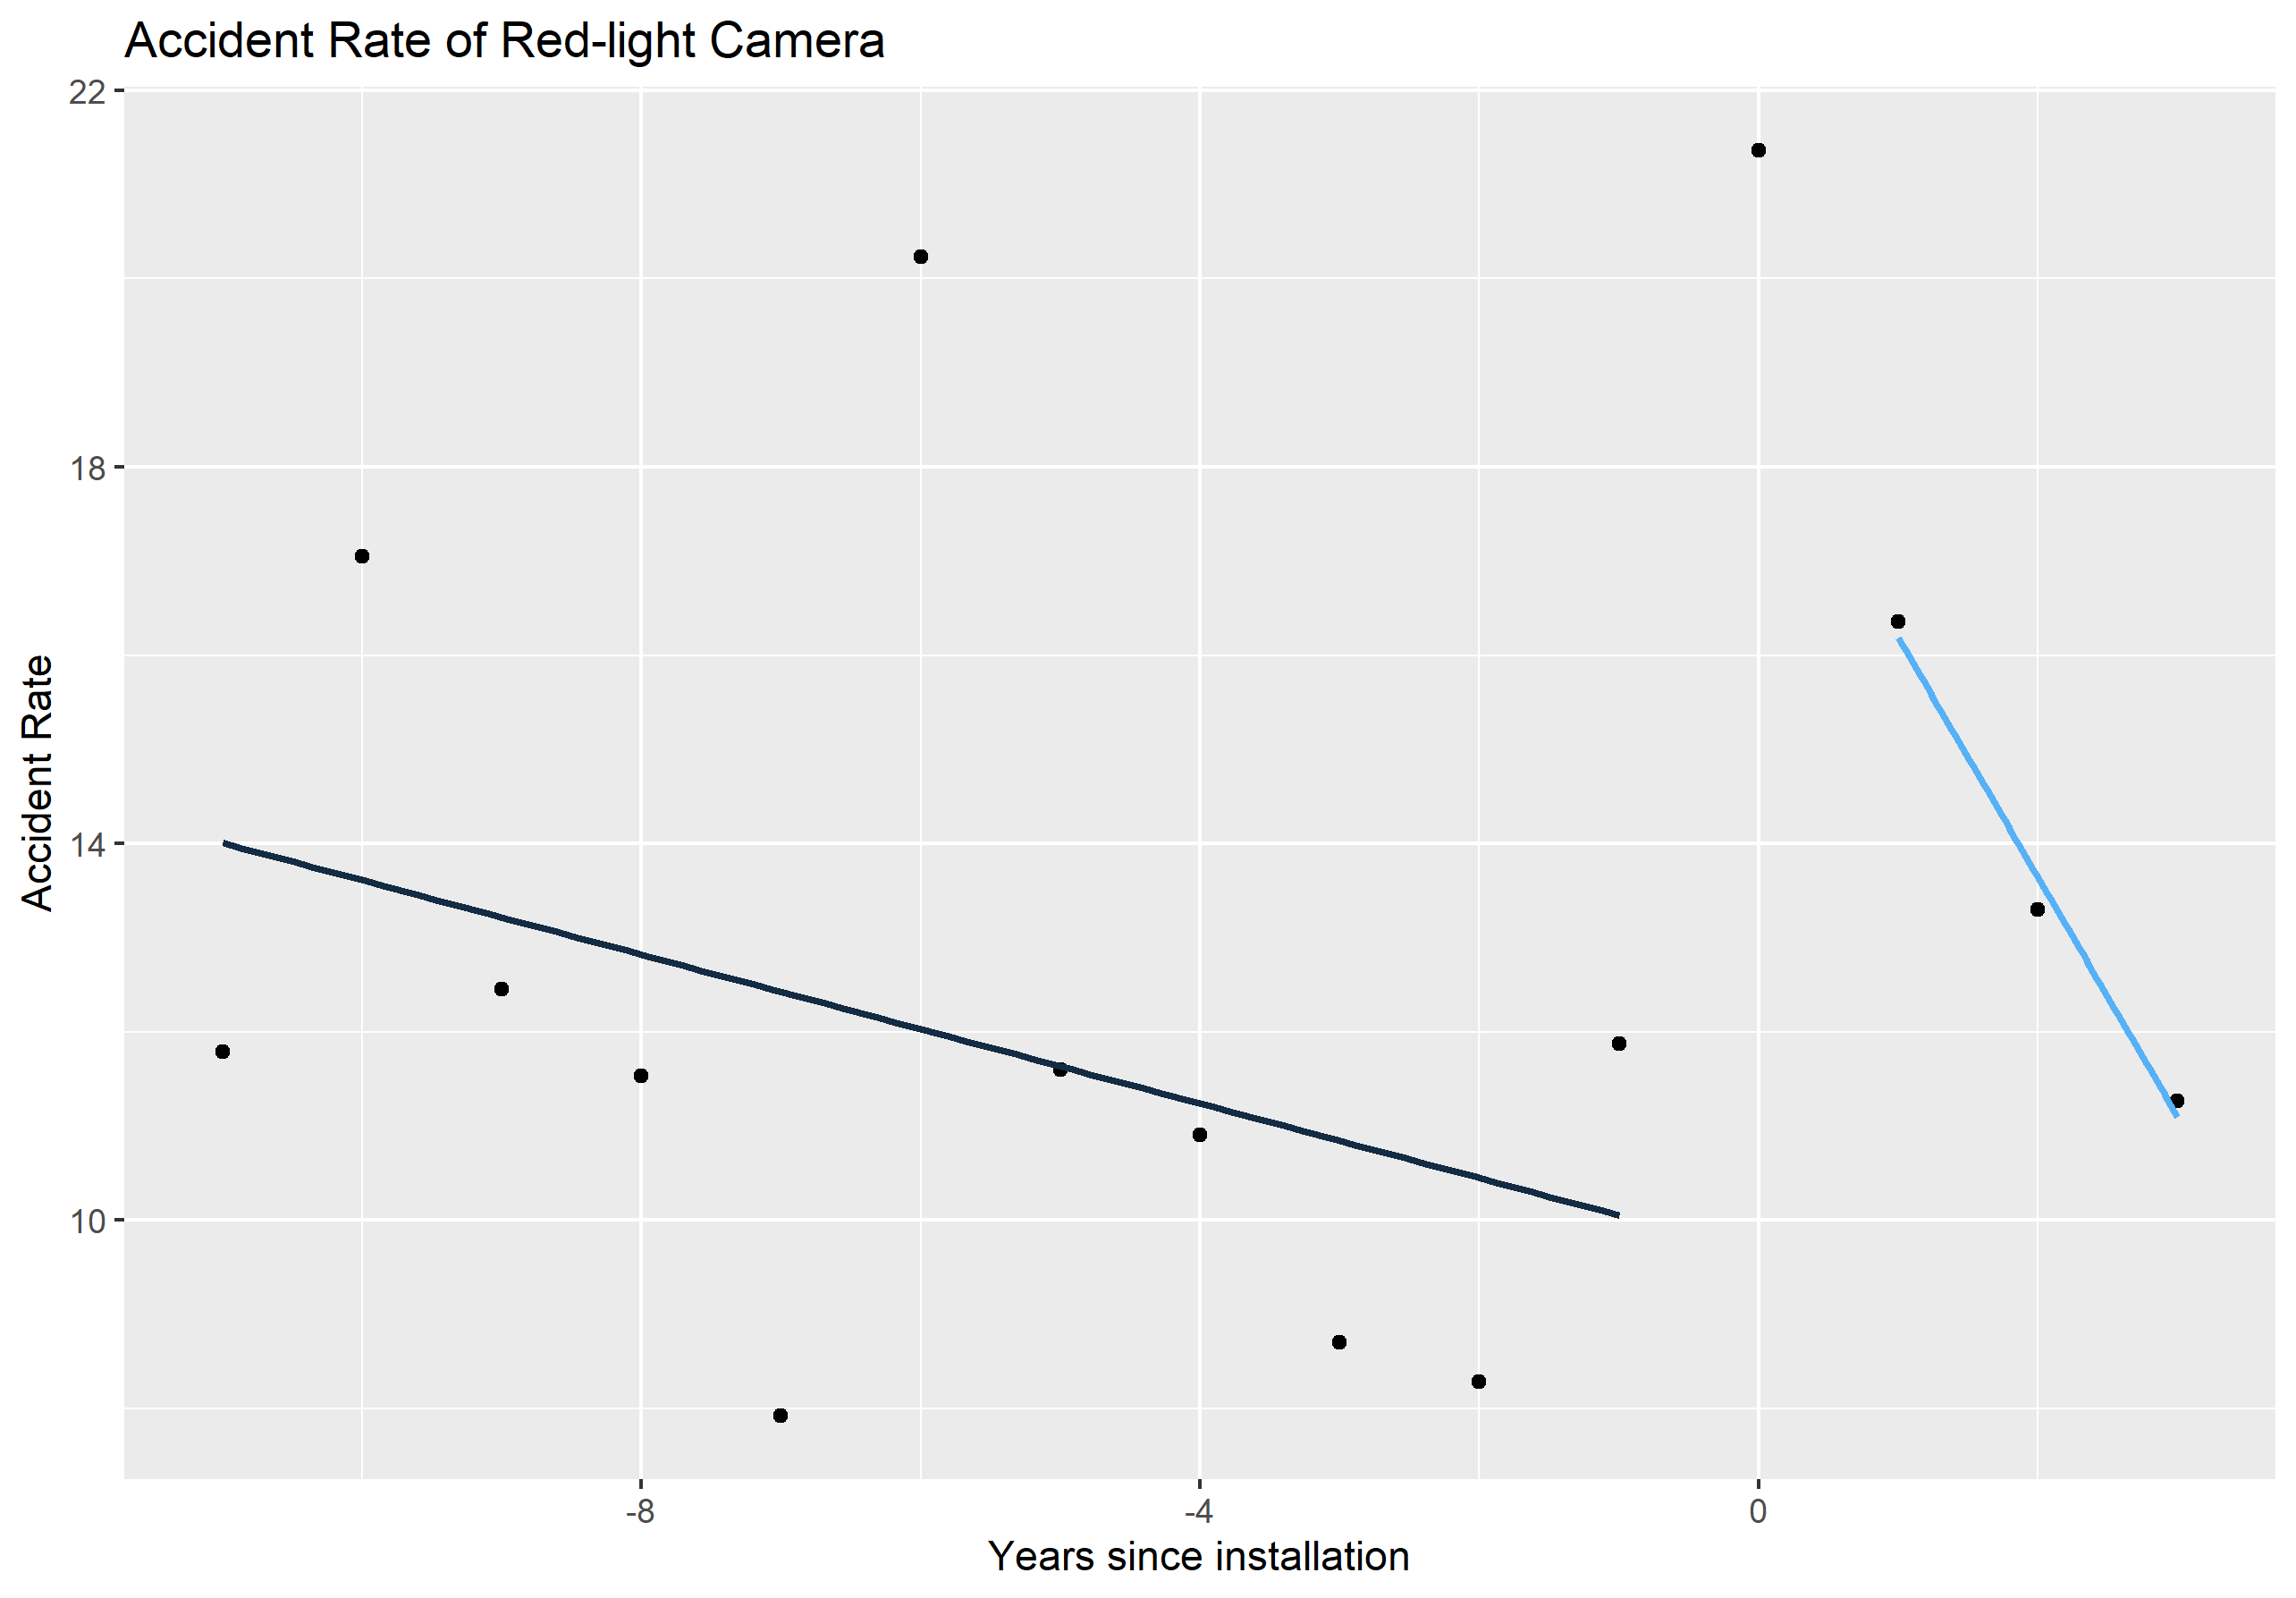 Accident Rate of Red-light Camera
22
18
14
10
Accident Rate
-8
-4
0
Years since installation